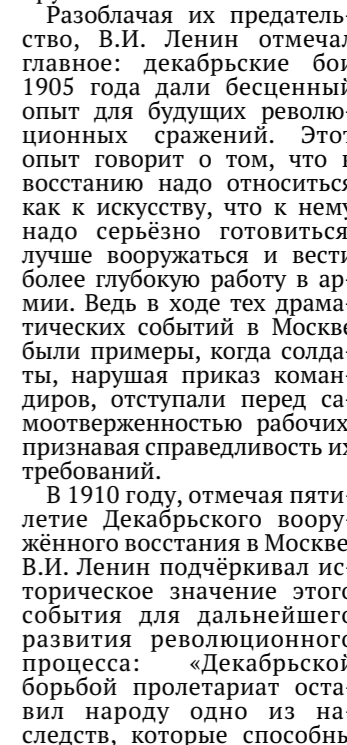 Разоблачая их предатель-
ство, В.И. Ленин отмечал
главное: декабрьские бои
1905 года дали бесценный
опыт для будущих револю-
ционных сражений. Этот
опыт говорит о том, что к
восстанию надо относиться
как к искусству, что к нему
надо серьёзно готовиться
лучше вооружаться и вести
более глубокую работу в ар-
мии. Ведь в ходе тех драма-
тических событий в Москве
были примеры, когда солда-
ты, нарушая приказ коман-
диров, отступали перед са-
моотверженностью рабочих
признавая справедливость их
требований.
В 1910 году, отмечая пяти-
летие Декабрьского воору-
жённого восстания в Москве
В.И. Ленин подчёркивал ис-
торическое значение этого
события для дальнейшего
развития революционного
процесса: «Декабрьской
борьбой пролетариат оста-
вил народу одно из на-
следств, которые способны